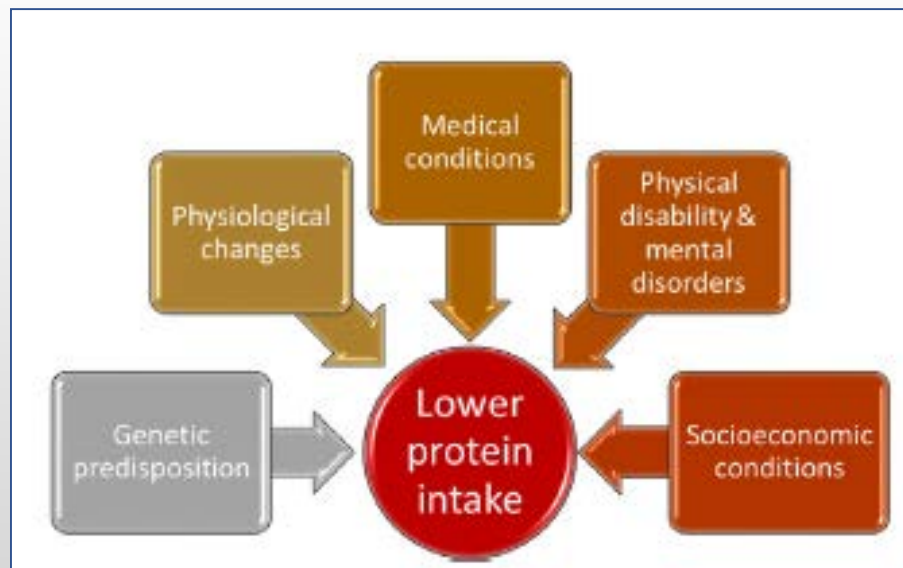 Medical
conditions
Physiological
changes
Physical
disability &
mental
disorders
Genetic
predisposition
Lower
protein
intake
Socioeconomic
conditions